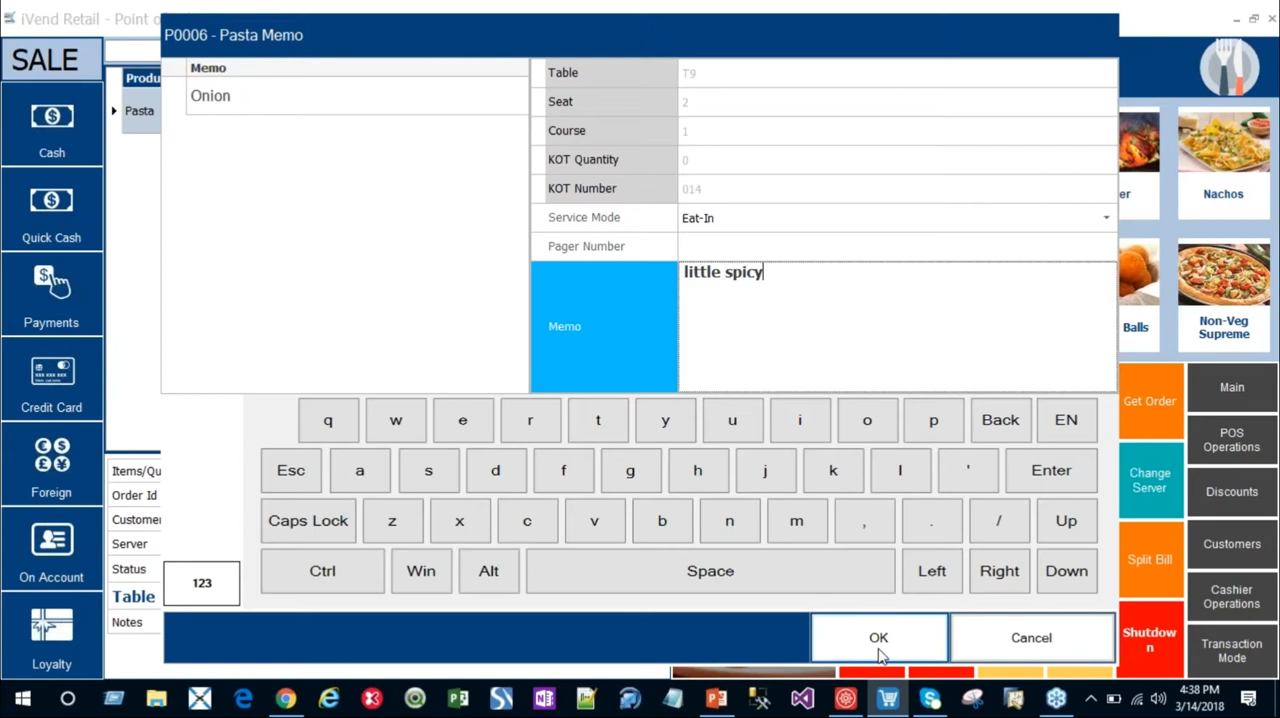 iVend Retail - Point o
SALE
Cash
Quick Cash
Payments
Credit Card
Foreign
On Account
Loyalty
Produ
Pasta
Items/Qu
Order Id
Custome
Server
Status
Table
Notes
P0006 - Pasta Memo
Memo
Onion
Table T9
Seat 2
Course 1
KOT Quantity 0
KOT Number 014
Service Mode Eat-In
Pager Number
Memo little spicy
q w e r t y u i o p Back EN
Esc a s d f g h j k l ' Enter
Caps Lock z x c v b n m , . / Up
123 Ctrl Win Alt Space Left Right Down
OK Cancel
er Nachos
Balls Non-Veg
Supreme
Get Order
Change
Server
Split Bill
Shutdow
n
Main
POS
Operations
Discounts
Customers
Cashier
Operations
Transaction
Mode
4:38 PM
3/14/2018